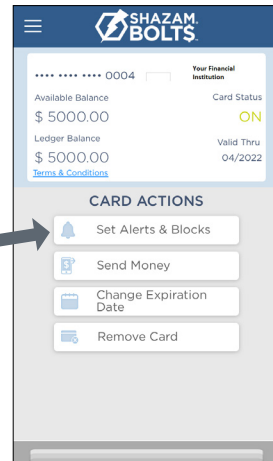 SHAZAM.
BOLT$.
•••• •••• •••• 0004
Your Financial
Institution
Available Balance
Card Status
$ 5000.00
ON
Ledger Balance
Valid Thru
$ 5000.00
04/2022
Terms & Conditions
CARD ACTIONS
Set Alerts & Blocks
Send Money
Change Expiration
Date
Remove Card